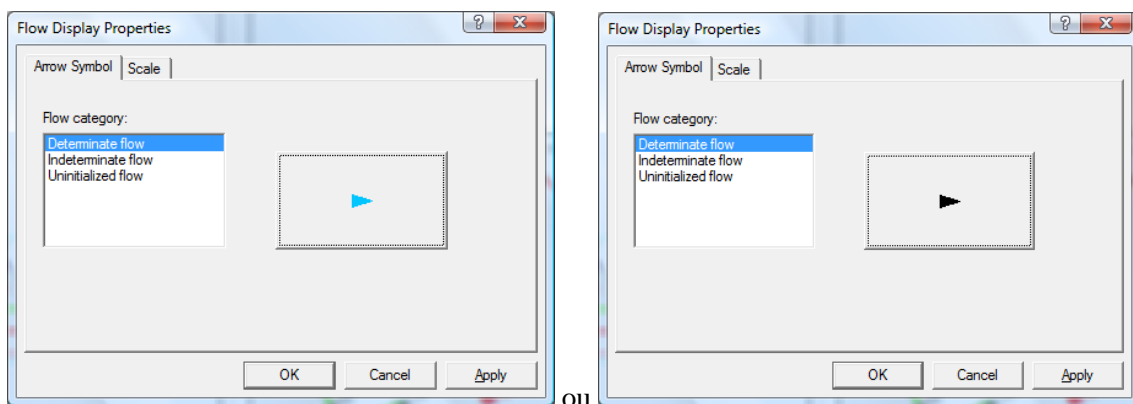 Flow Display Properties
Arrow Symbol
Scale
Flow category:
Determinate flow
Indeterminate flow
Uninitialized flow
OK
Cancel
Apply
ou
Flow Display Properties
Arrow Symbol
Scale
Flow category:
Determinate flow
Indeterminate flow
Uninitialized flow
OK
Cancel
Apply